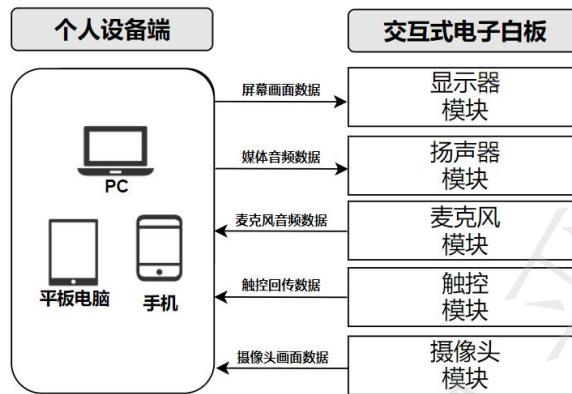 个人设备端
交互式电子白板
屏幕画面数据
显示器
模块
媒体音频数据
扬声器
模块
PC
麦克风音频数据
麦克风
模块
平板电脑
手机
触控回传数据
触控
模块
摄像头画面数据
摄像头
模块